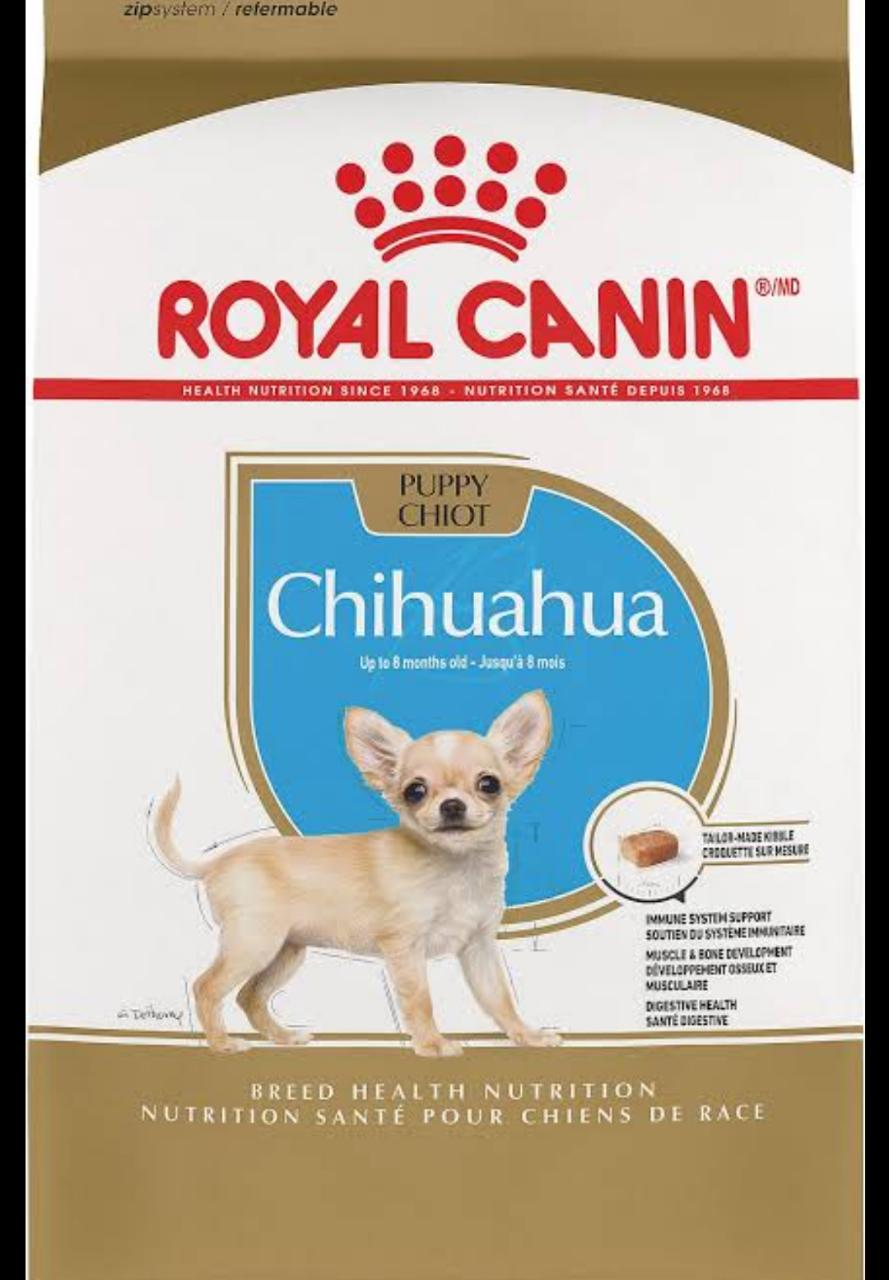 zipsystem / refermable
ROYAL CANIN®/MD
HEALTH NUTRITION SINCE 1968 - NUTRITION SANTÉ DEPUIS 1968
PUPPY
CHIOT
Chihuahua
Up to 8 months old - Jusqu'à 8 mois
TAILOR-MADE KIBBLE
CROQUETTE SUR MESURE
IMMUNE SYSTEM SUPPORT
SOUTIEN DU SYSTÈME IMMUNITAIRE
MUSCLE & BONE DEVELOPMENT
DÉVELOPPEMENT OSSEUX ET
MUSCULAIRE
DIGESTIVE HEALTH
SANTÉ DIGESTIVE
BREED HEALTH NUTRITION
NUTRITION SANTÉ POUR CHIENS DE RACE